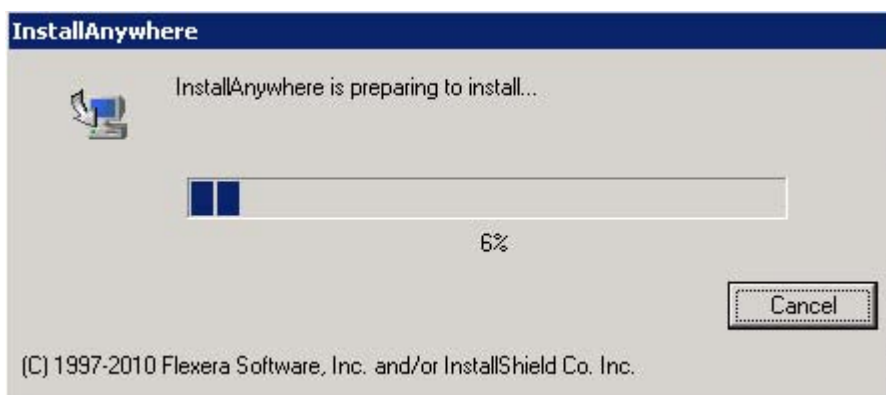 InstallAnywhere
InstallAnywhere is preparing to install...
6%
Cancel
(C) 1997-2010 Flexera Software, Inc. and/or InstallShield Co. Inc.